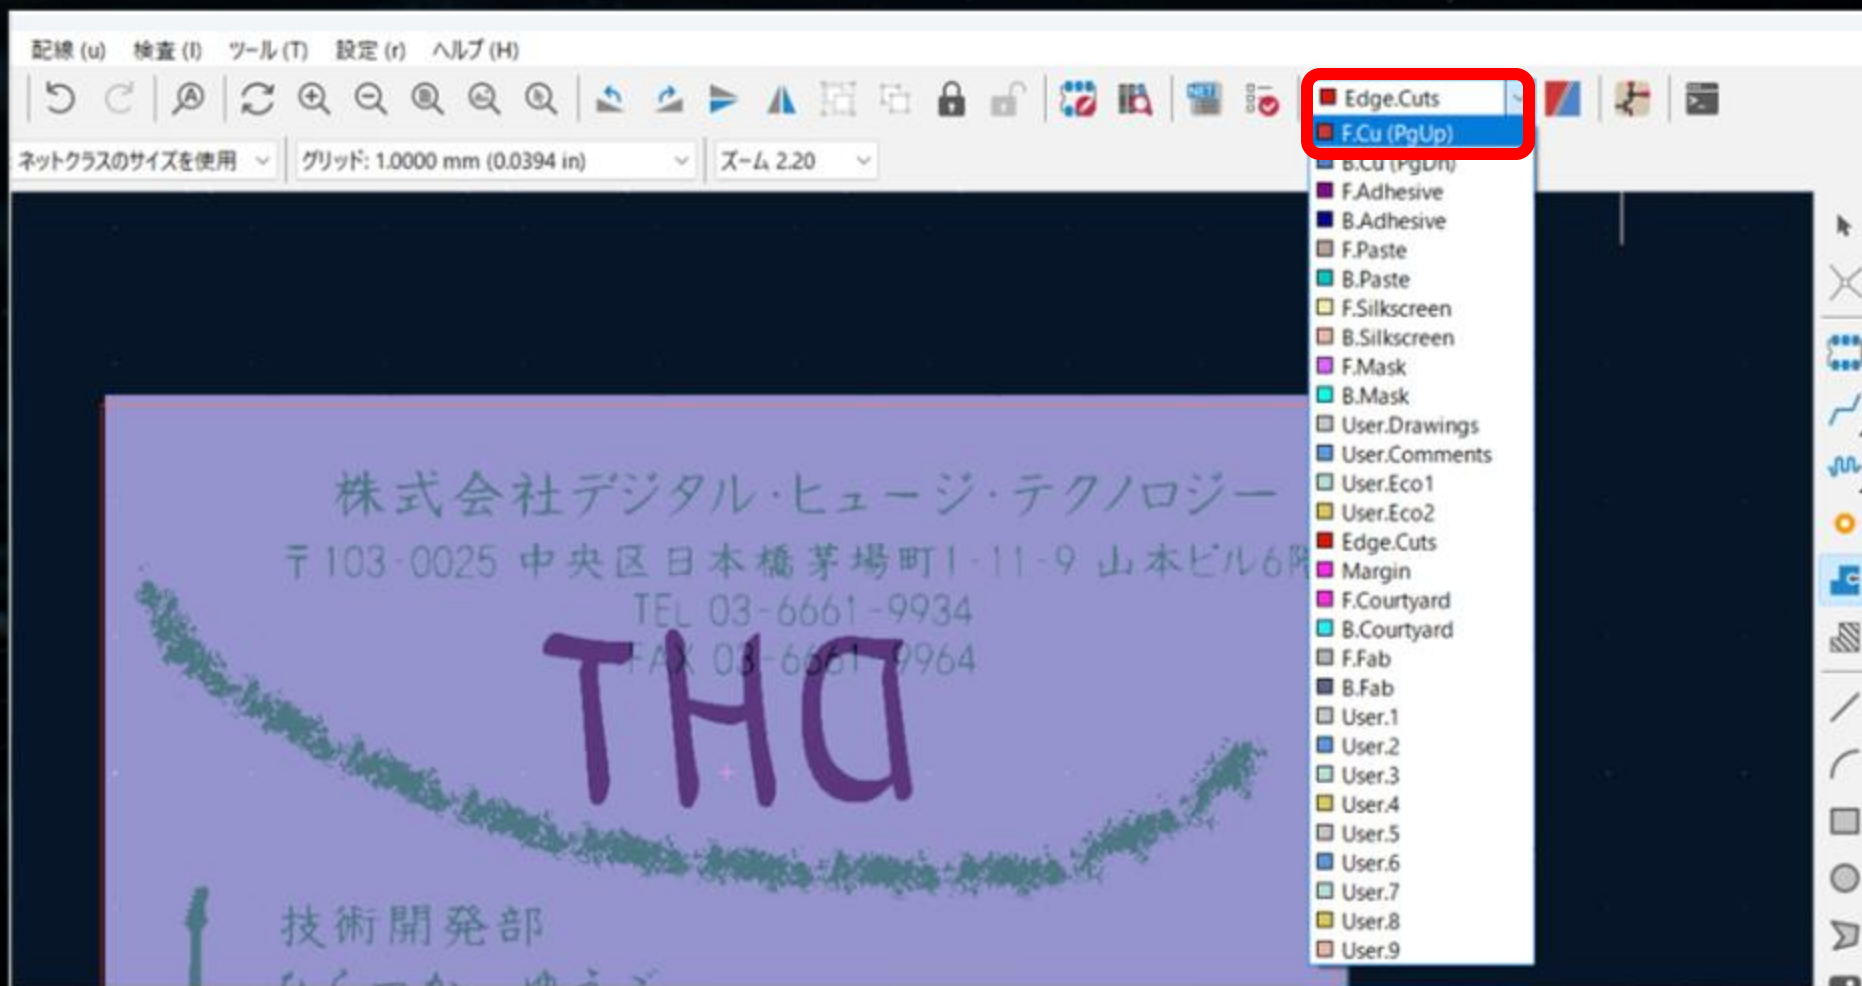 配線 (u) 検査 (I) ツール (T) 設定 (r) ヘルプ (H)
Edge.Cuts
ネットクラスのサイズを使用 グリッド: 1.0000 mm (0.0394 in) ズーム 2.20
F.Cu (PgUp)
B.Cu (PgDn)
F.Adhesive
B.Adhesive
F.Paste
B.Paste
F.Silkscreen
B.Silkscreen
F.Mask
B.Mask
User.Drawings
User.Comments
User.Eco1
User.Eco2
Edge.Cuts
Margin
F.Courtyard
B.Courtyard
F.Fab
B.Fab
User.1
User.2
User.3
User.4
User.5
User.6
User.7
User.8
User.9
株式会社デジタル・ヒュージ・テクノロジー
〒103-0025 中央区日本橋茅場町1-11-9 山本ビル6階
TEL 03-6661-9934
FAX 03-6661-9964
技術開発部